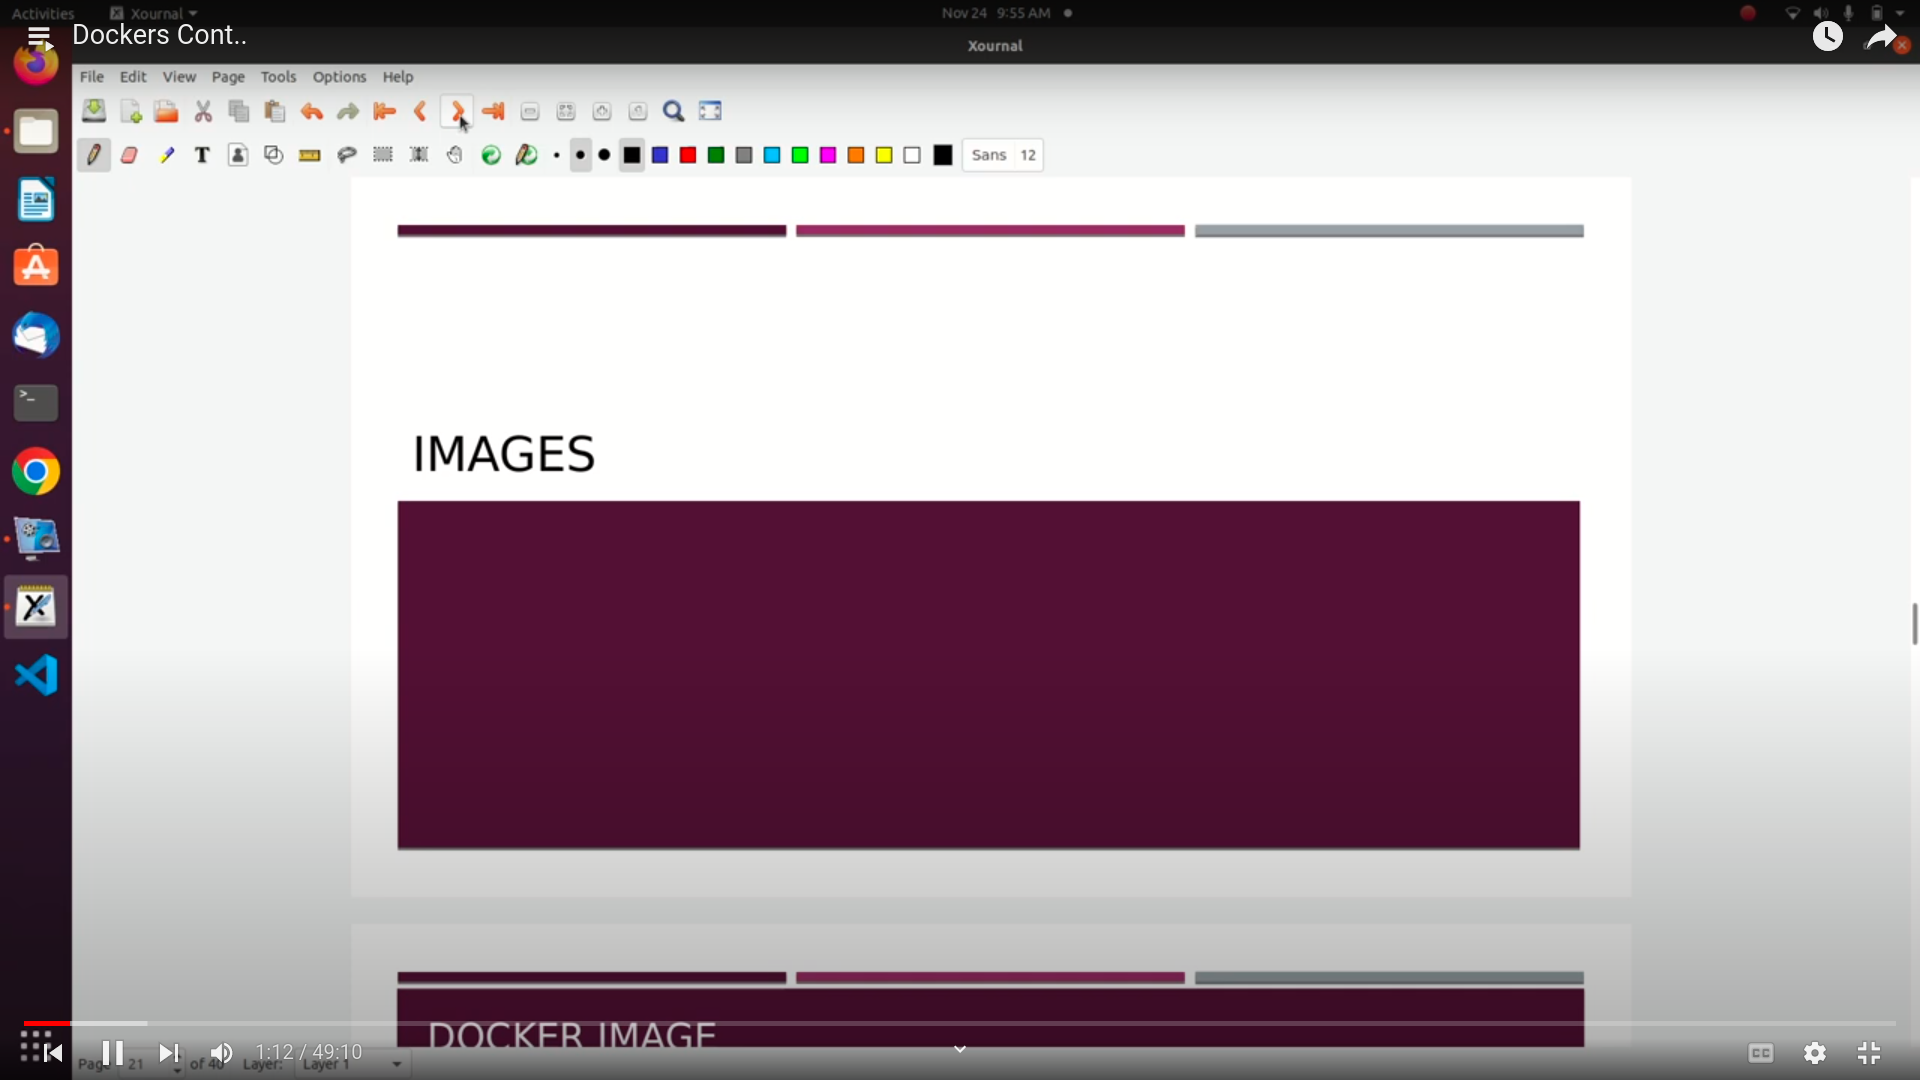 Activities
Xournal
Nov 24 9:55 AM
Dockers Cont..
Xournal
File Edit View Page Tools Options Help
Sans 12
IMAGES
DOCKER IMAGE
1:12 / 49:10
CC
Page 21 of 40 Layer: Layer 1